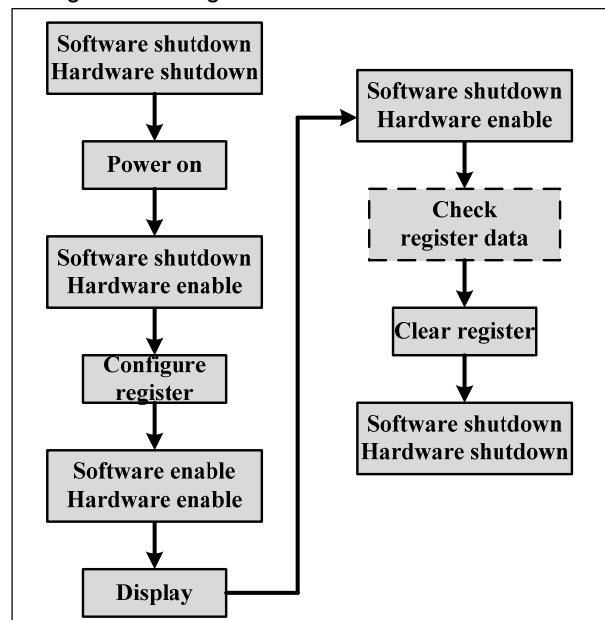 Software shutdown
Hardware shutdown
Power on
Software shutdown
Hardware enable
Configure
register
Software enable
Hardware enable
Display
Software shutdown
Hardware enable
Check
register data
Clear register
Software shutdown
Hardware shutdown